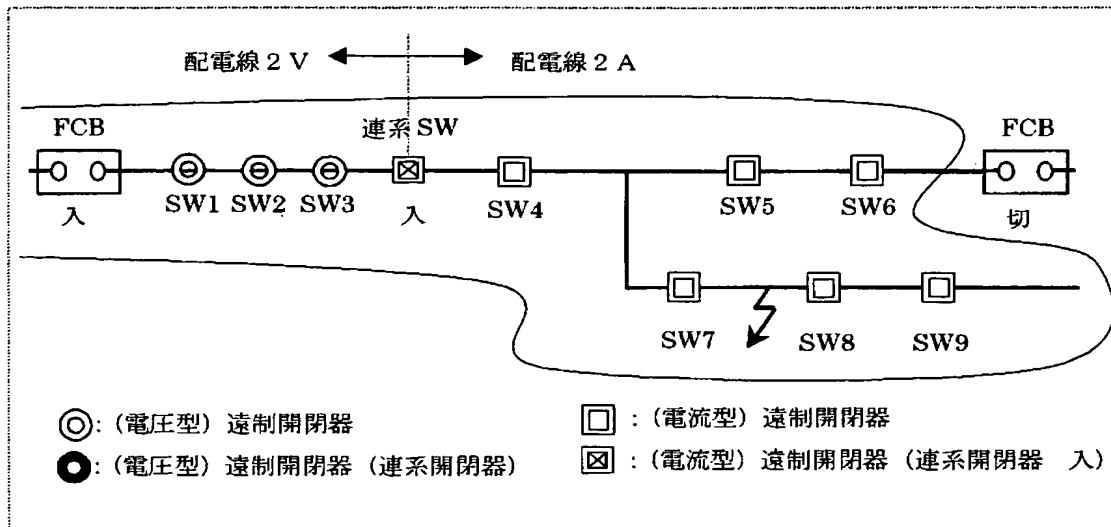 配電線2V 配電線2A
FCB 連系SW FCB
SW1 SW2 SW3 SW4 SW5 SW6
入 入 切
SW7 SW8 SW9
:(電圧型)遠制開閉器 :(電流型)遠制開閉器
:(電圧型)遠制開閉器(連系開閉器) :(電流型)遠制開閉器(連系開閉器 入)